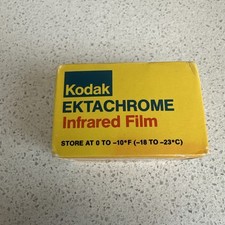 Kodak
EKTACHROME
Infrared Film
STORE AT 0 TO –10°F (–18 TO –23°C)